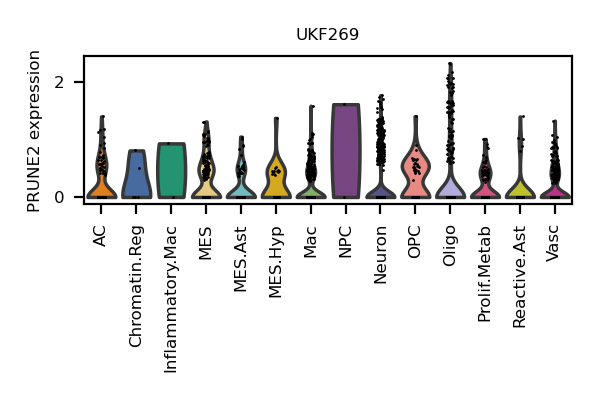 UKF269
PRUNE2 expression
2
0
AC
Chromatin.Reg
Inflammatory.Mac
MES
MES.Ast
MES.Hyp
Mac
NPC
Neuron
OPC
Oligo
Prolif.Metab
Reactive.Ast
Vasc